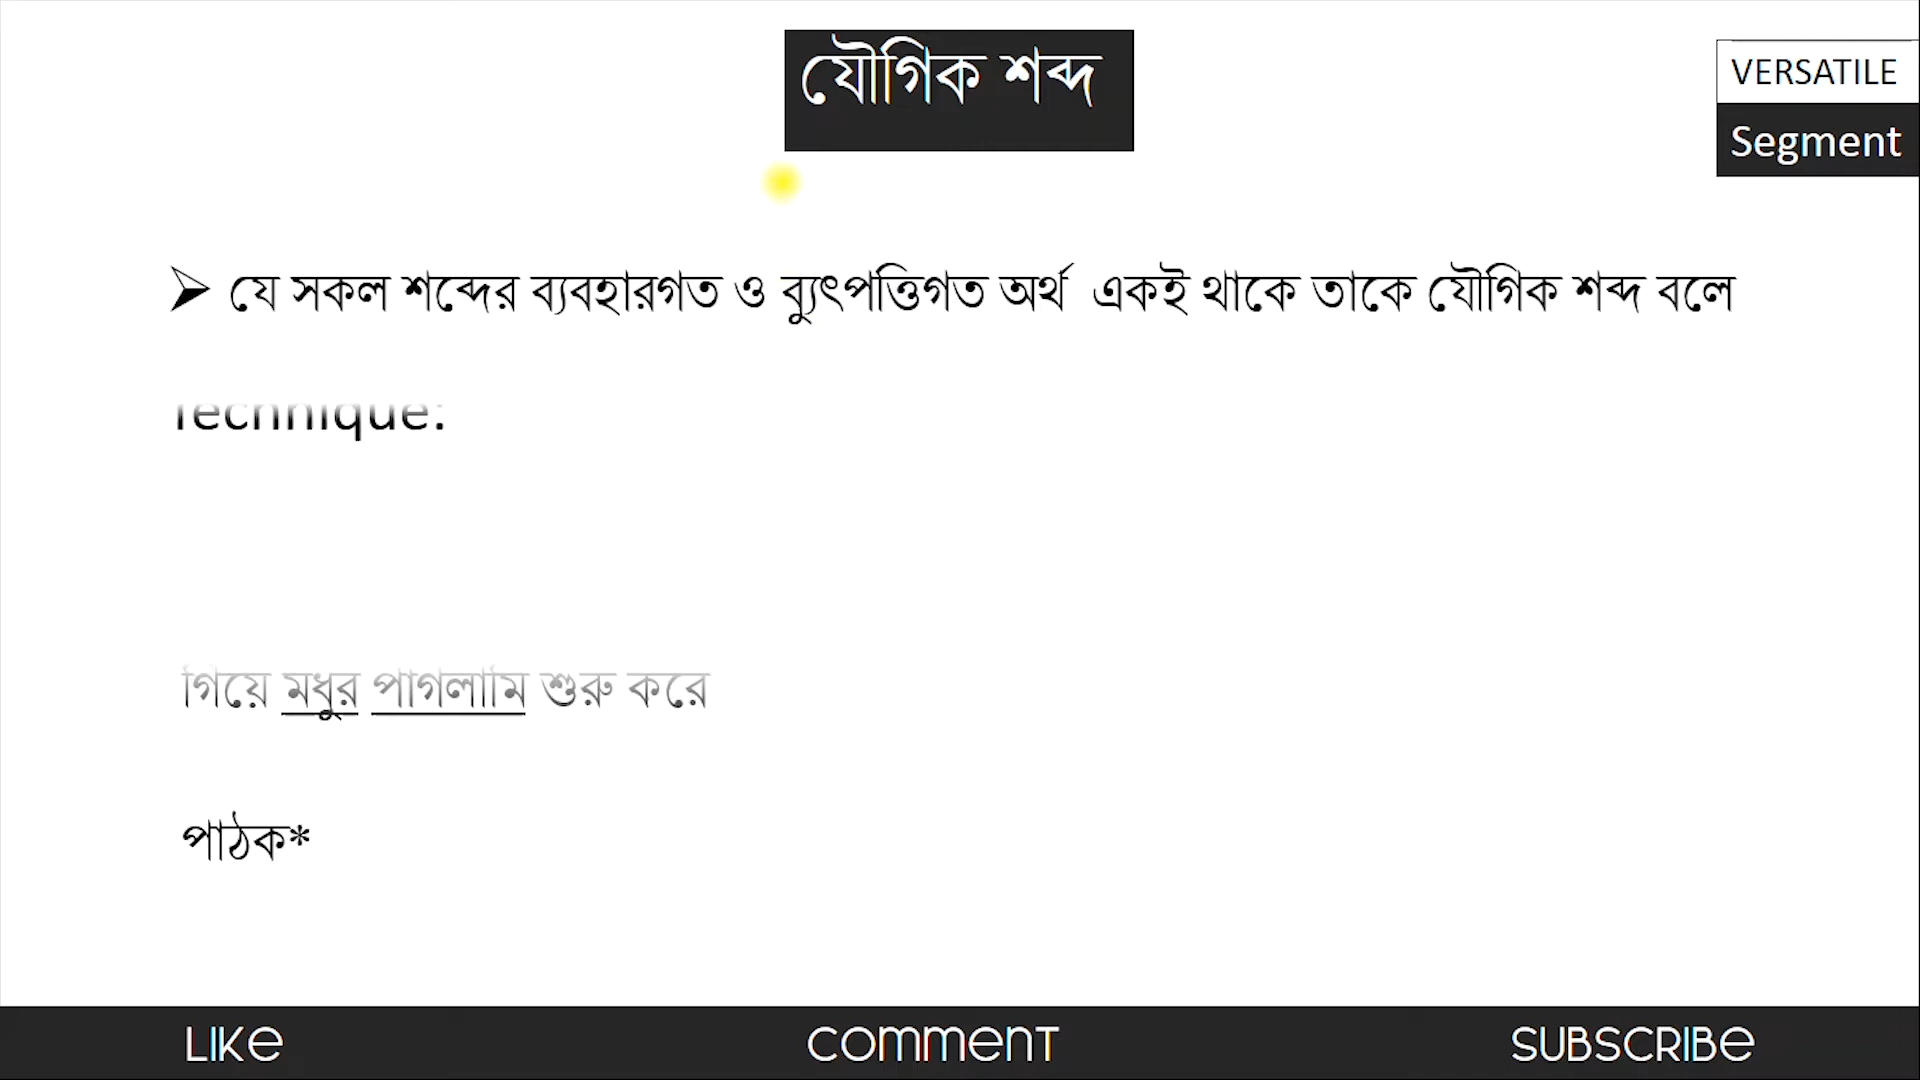 যৌগিক শব্দ
VERSATILE
Segment
➢ যে সকল শব্দের ব্যবহারগত ও ব্যুৎপত্তিগত অর্থ একই থাকে তাকে যৌগিক শব্দ বলে
Technique:
গিয়ে মধুর পাগলামি শুরু করে
পাঠক*
LIKE
COMMENT
SUBSCRIBE